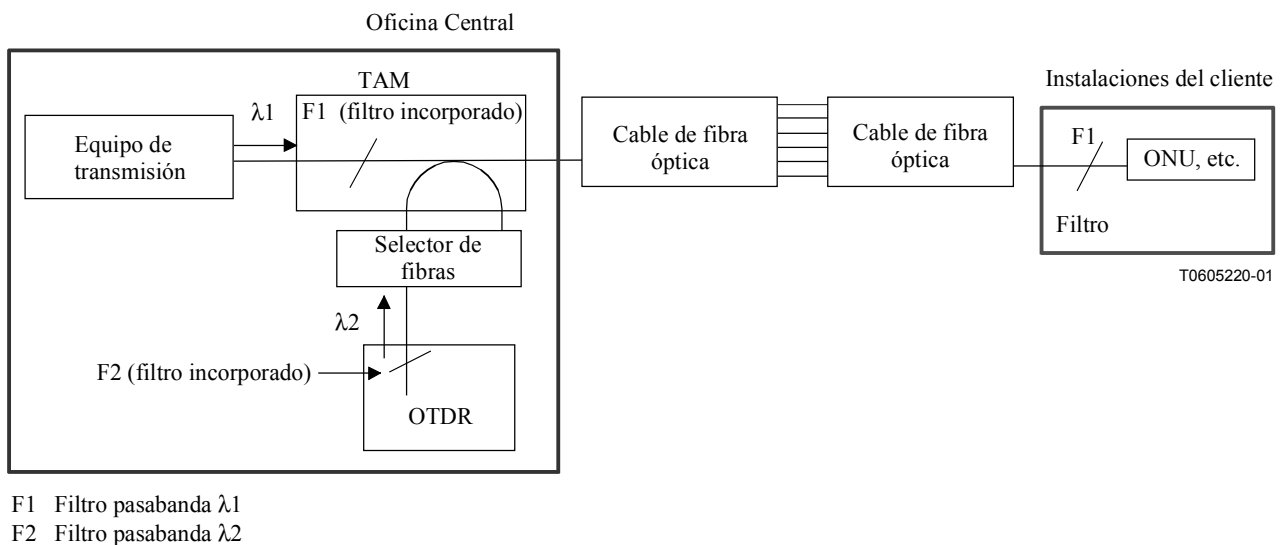 Oficina Central
TAM
Instalaciones del cliente
λ1
F1 (filtro incorporado)
Equipo de
transmisión
Cable de fibra
óptica
Cable de fibra
óptica
F1
ONU, etc.
Filtro
Selector de
fibras
T0605220-01
λ2
F2 (filtro incorporado)
OTDR
F1 Filtro pasabanda λ1
F2 Filtro pasabanda λ2